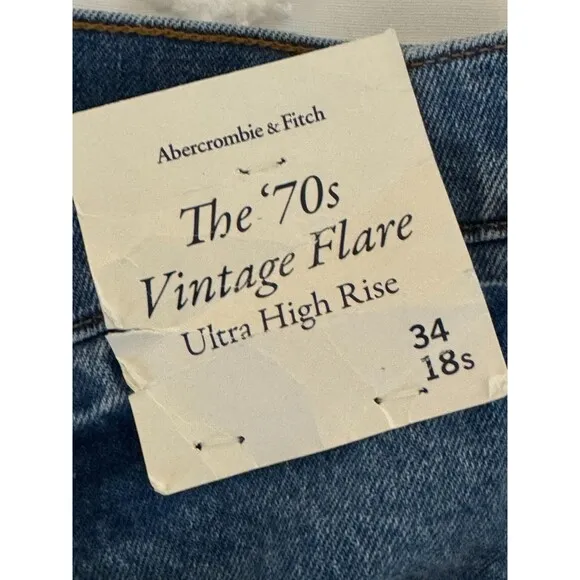 Abercrombie & Fitch
The ‘70s
Vintage Flare
Ultra High Rise
34
18s